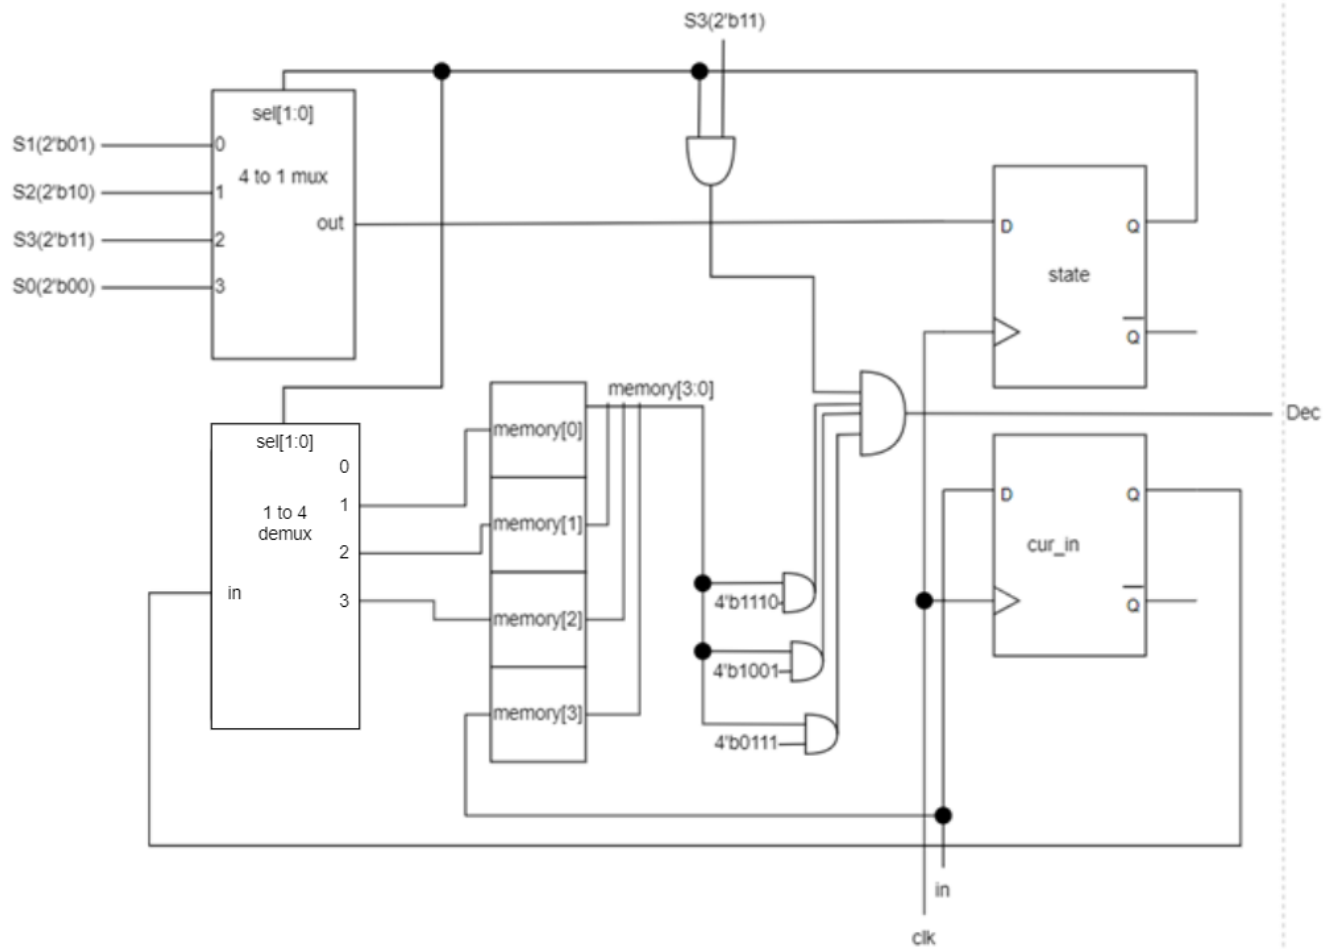 S3(2'b11)
sel[1:0]
S1(2'b01)
0
4 to 1 mux
S2(2'b10)
1
out
S3(2'b11)
2
S0(2'b00)
3
D
Q
state
Q
memory[3:0]
sel[1:0]
0
1
1 to 4
demux
2
in
3
memory[0]
memory[1]
memory[2]
memory[3]
Dec
D
Q
cur_in
Q
4'b1110
4'b1001
4'b0111
in
clk